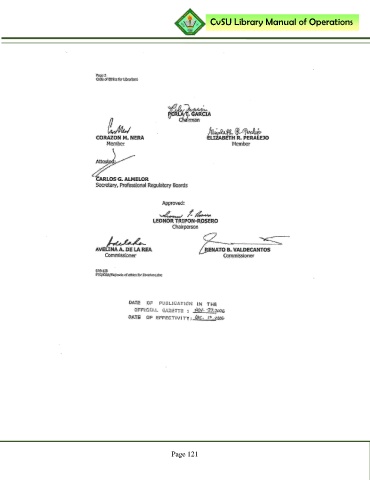 CvSU Library Manual of Operations
Page 2
Code of Ethics for Librarians
PERLA T. GARCIA
Chairman
CORAZON M. NERA
Member
ELIZABETH R. PERALEJO
Member
Attested:
CARLOS G. ALMELOR
Secretary, Professional Regulatory Boards
Approved:
LEONOR TRIPON-ROSERO
Chairperson
AVELINA A. DE LA REA
Commissioner
RENATO B. VALDECANTOS
Commissioner
DATE OF PUBLICATION IN THE
OFFICIAL GAZETTE :
DATE OF EFFECTIVITY:
Page 121